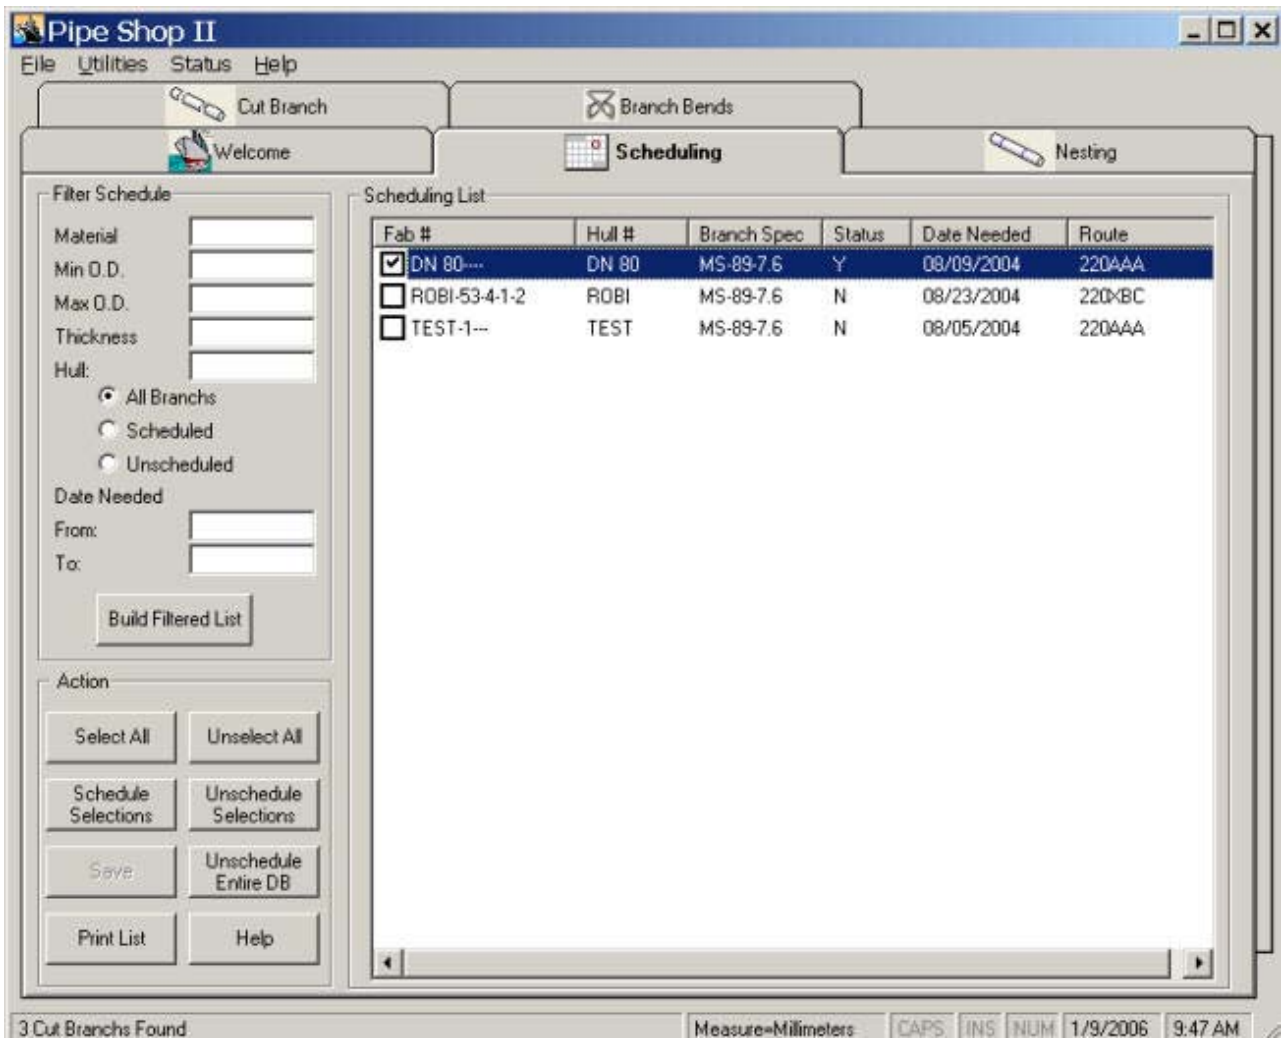 Pipe Shop II
File Utilities Status Help
Cut Branch Branch Bends
Welcome Scheduling Nesting
Filter Schedule
Material
Min O.D.
Max O.D.
Thickness
Hull:
All Branchs
Scheduled
Unscheduled
Date Needed
From:
To:
Build Filtered List
Action
Select All Unselect All
Schedule Selections Unschedule Selections
Save Unschedule Entire DB
Print List Help
Scheduling List
Fab # Hull # Branch Spec Status Date Needed Route
DN 80---- DN 80 MS-89-7.6 Y 08/09/2004 220AAA
ROBI-53-4-1-2 ROBI MS-89-7.6 N 08/23/2004 220XBC
TEST-1--- TEST MS-89-7.6 N 08/05/2004 220AAA
3 Cut Branchs Found Measure=Millimeters CAPS INS NUM 1/9/2006 9:47 AM